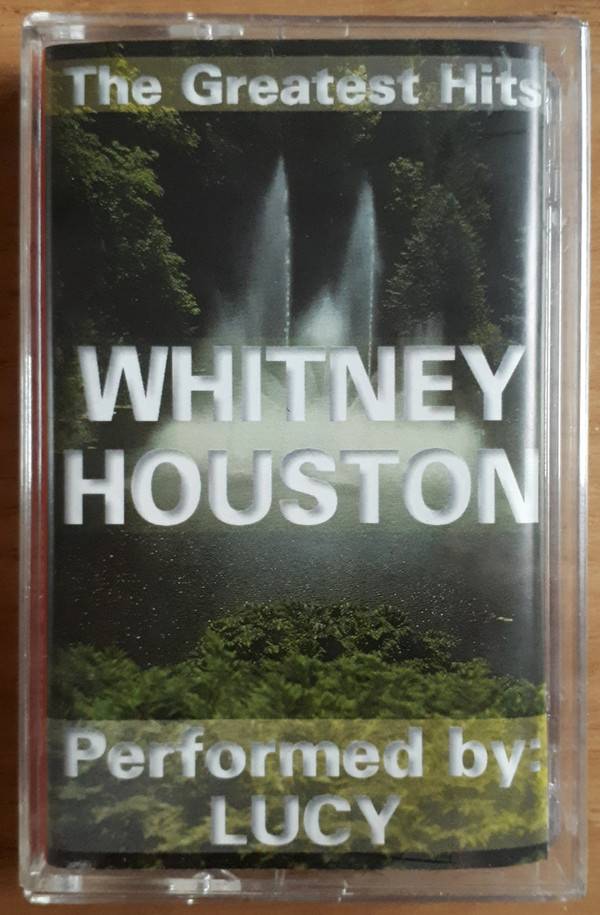 The Greatest Hits
WHITNEY
HOUSTON
Performed by:
LUCY